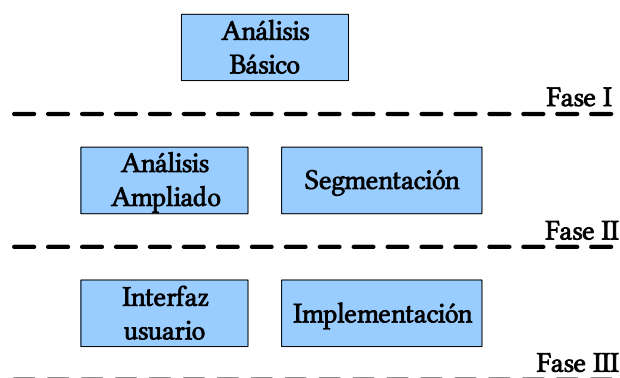 Análisis
Básico
Fase I
Análisis
Ampliado
Segmentación
Fase II
Interfaz
usuario
Implementación
Fase III